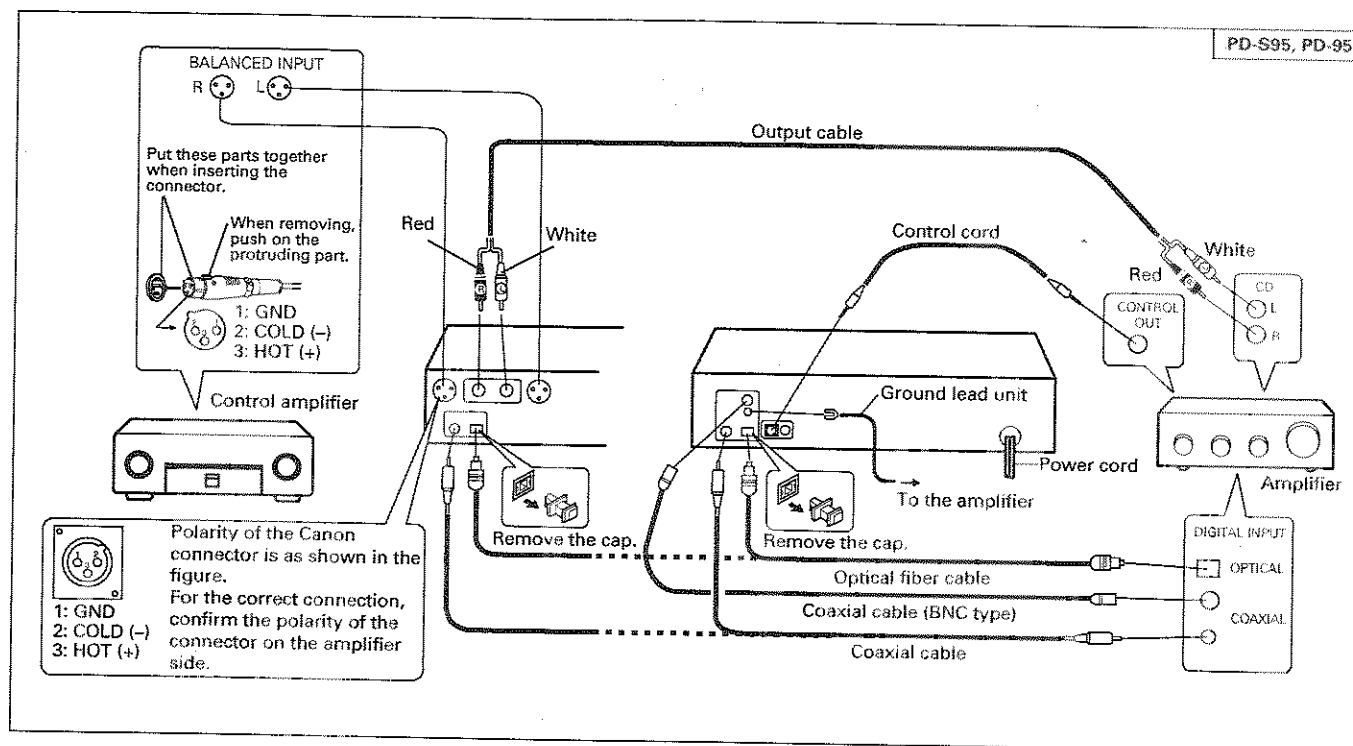 PD-S95, PD-95
BALANCED INPUT
R
L
Put these parts together
when inserting the
connector.
When removing,
push on the
protruding part.
1: GND
2: COLD (–)
3: HOT (+)
Control amplifier
Polarity of the Canon
connector is as shown in the
figure.
For the correct connection,
confirm the polarity of the
connector on the amplifier
side.
1: GND
2: COLD (–)
3: HOT (+)
Output cable
Red
White
R
L
Remove the cap.
Control cord
Ground lead unit
Power cord
To the amplifier
Remove the cap.
Optical fiber cable
Coaxial cable (BNC type)
Coaxial cable
White
Red
CONTROL
OUT
CD
L
R
Amplifier
DIGITAL INPUT
OPTICAL
COAXIAL